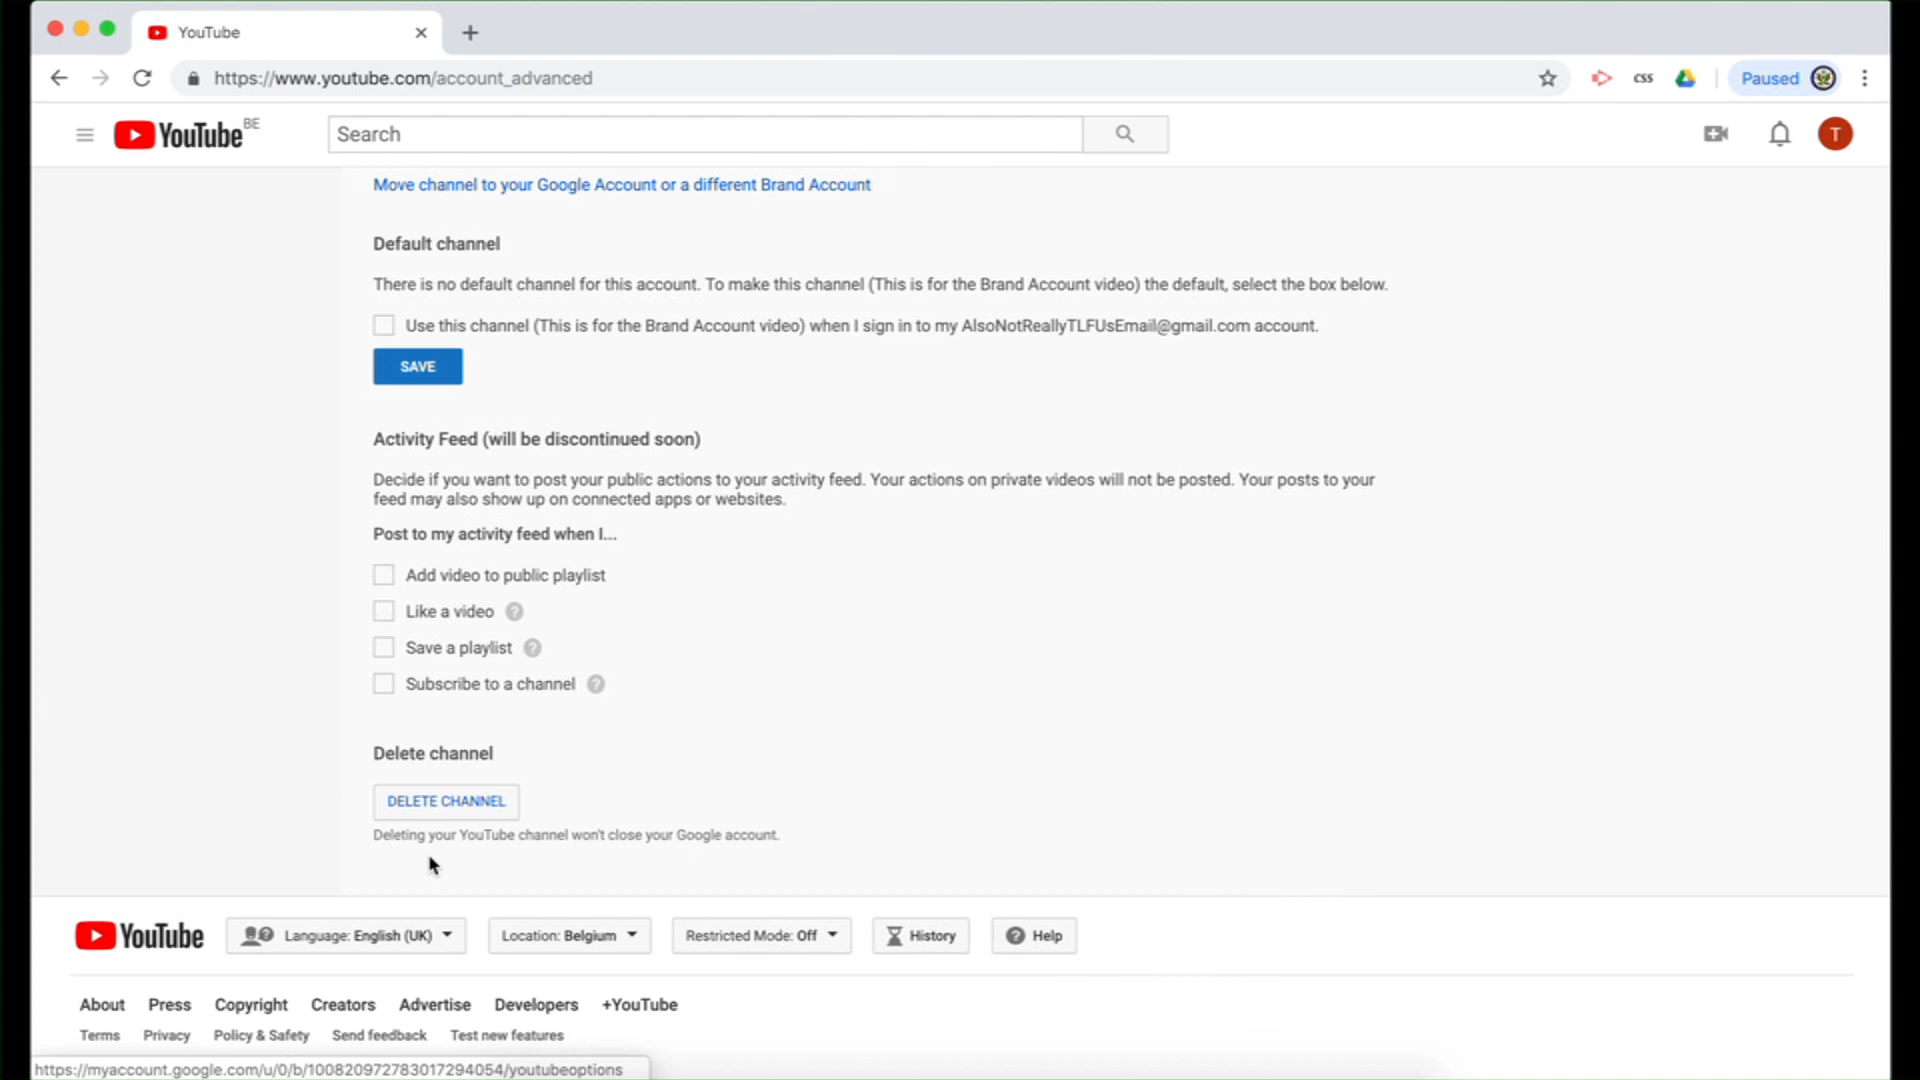 YouTube
https://www.youtube.com/account_advanced
css
Paused
YouTube BE
Search
T
Move channel to your Google Account or a different Brand Account
Default channel
There is no default channel for this account. To make this channel (This is for the Brand Account video) the default, select the box below.
Use this channel (This is for the Brand Account video) when I sign in to my AlsoNotReallyTLFUsEmail@gmail.com account.
SAVE
Activity Feed (will be discontinued soon)
Decide if you want to post your public actions to your activity feed. Your actions on private videos will not be posted. Your posts to your
feed may also show up on connected apps or websites.
Post to my activity feed when I...
Add video to public playlist
Like a video ?
Save a playlist ?
Subscribe to a channel ?
Delete channel
DELETE CHANNEL
Deleting your YouTube channel won't close your Google account.
YouTube
Language: English (UK)
Location: Belgium
Restricted Mode: Off
History
Help
About Press Copyright Creators Advertise Developers +YouTube
Terms Privacy Policy & Safety Send feedback Test new features
https://myaccount.google.com/u/0/b/100820972783017294054/youtubeoptions